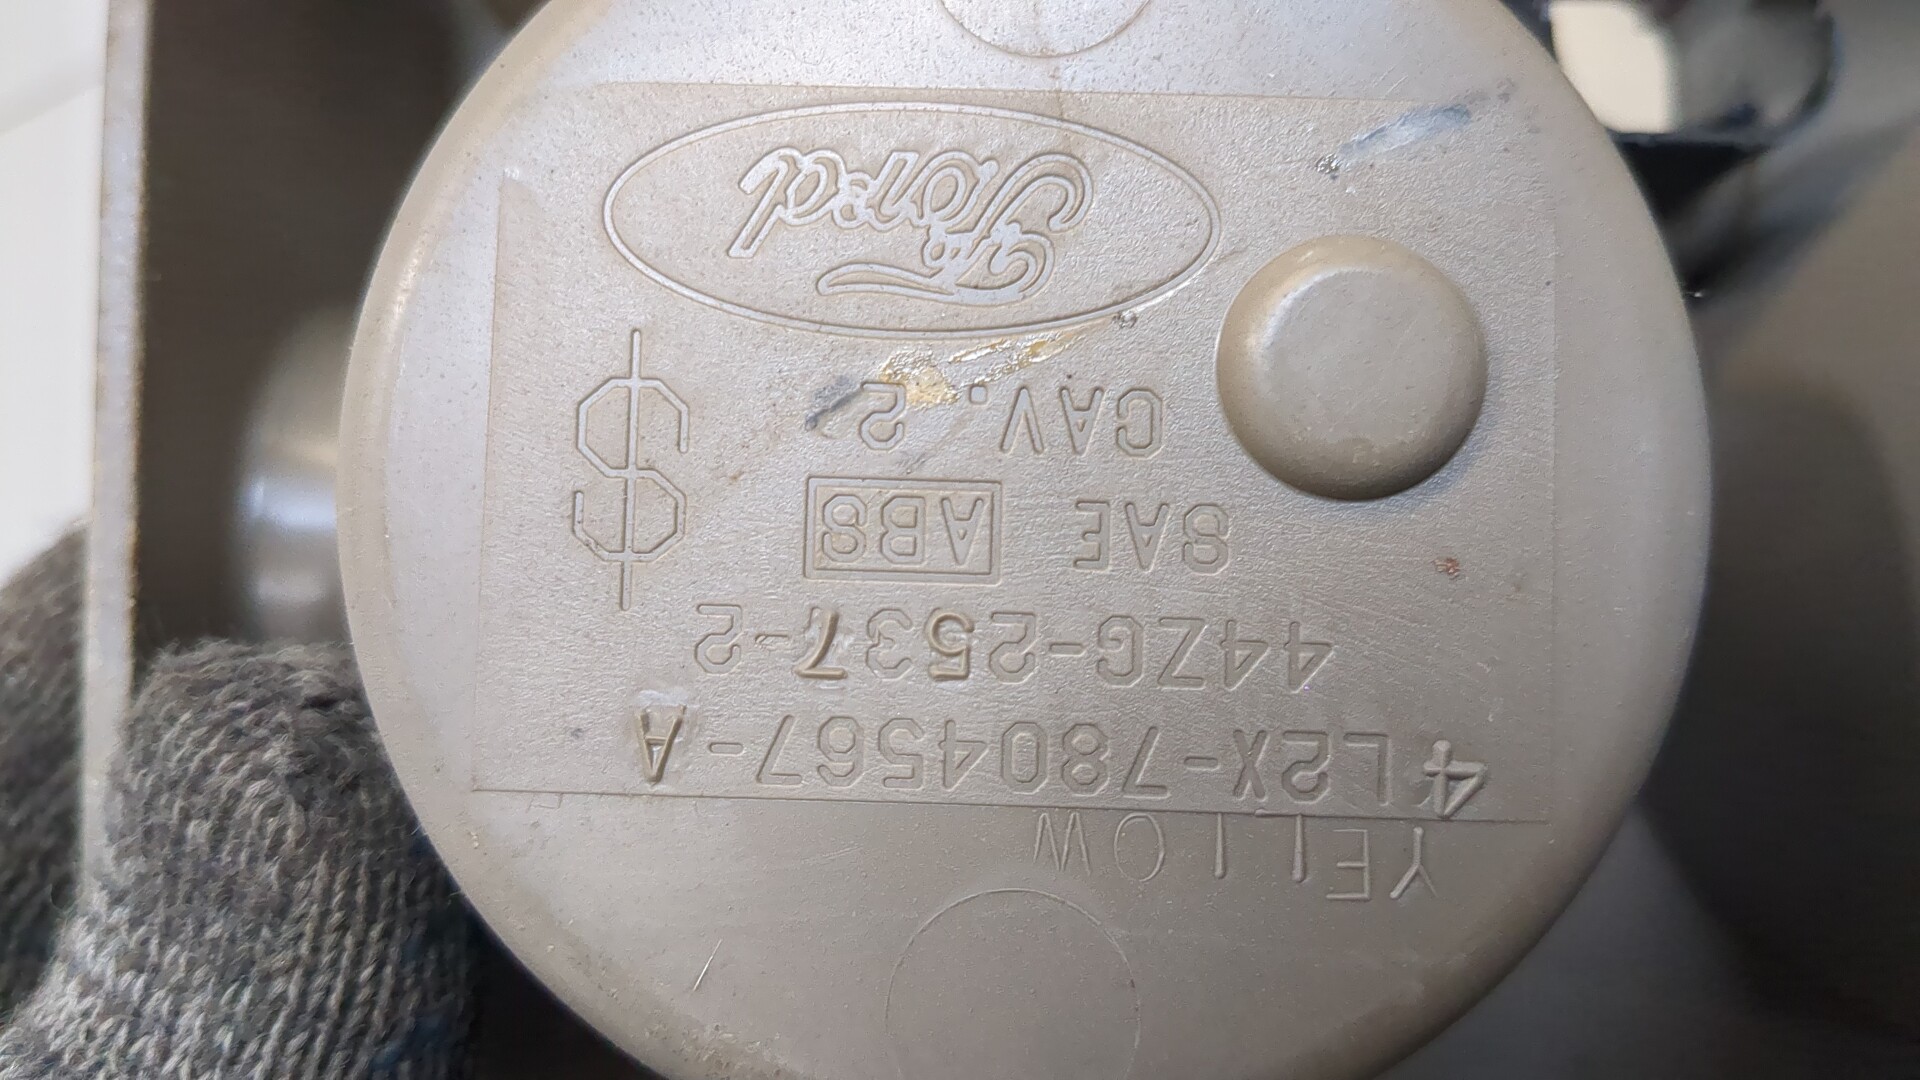 YELLOW
4L2X-7804567-A
44ZG-2537-2
SAE ABS
CAV. 2
$
Ford